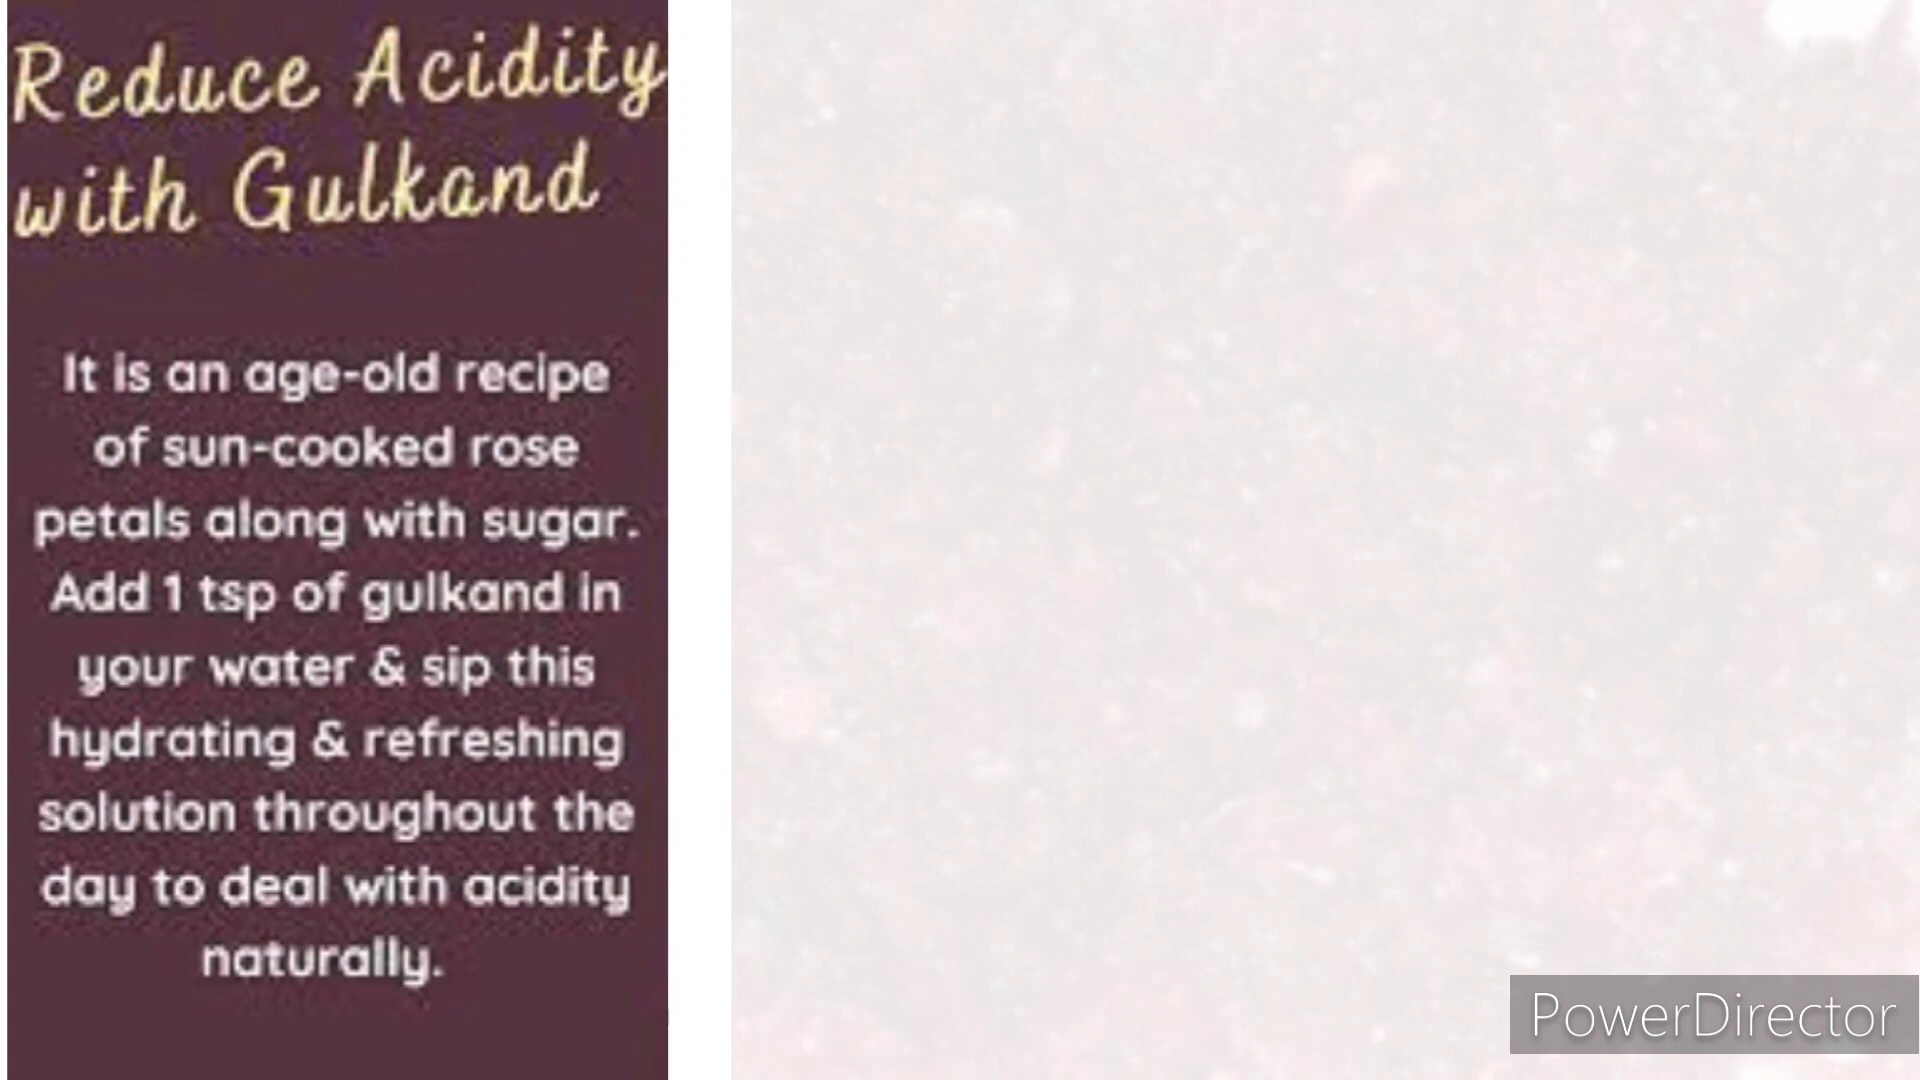 Reduce Acidity
with Gulkand
It is an age-old recipe
of sun-cooked rose
petals along with sugar.
Add 1 tsp of gulkand in
your water & sip this
hydrating & refreshing
solution throughout the
day to deal with acidity
naturally.
PowerDirector